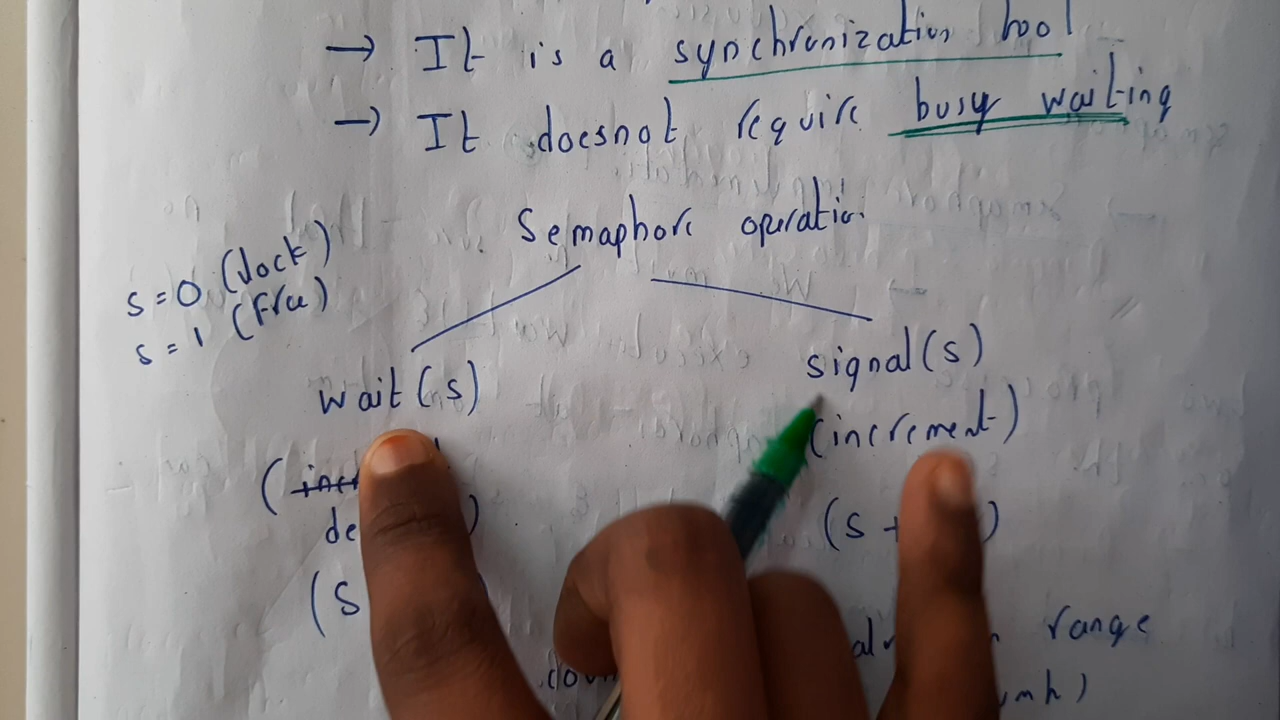 → It is a synchronization tool
→ It doesnot require busy waiting
Semaphore operation
s=0 (lock)
s=1 (Free)
wait(s)
signal(s)
(increment)
(s +
(S
range